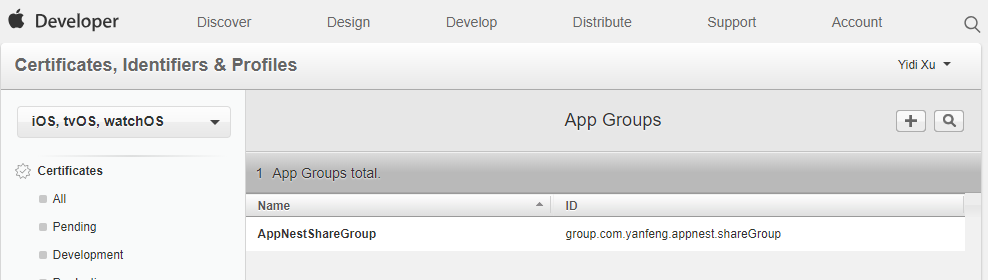 Developer Discover Design Develop Distribute Support Account
Certificates, Identifiers & Profiles Yidi Xu
iOS, tvOS, watchOS
App Groups
Certificates
1 App Groups total.
All
Name ID
Pending
AppNestShareGroup group.com.yanfeng.appnest.shareGroup
Development